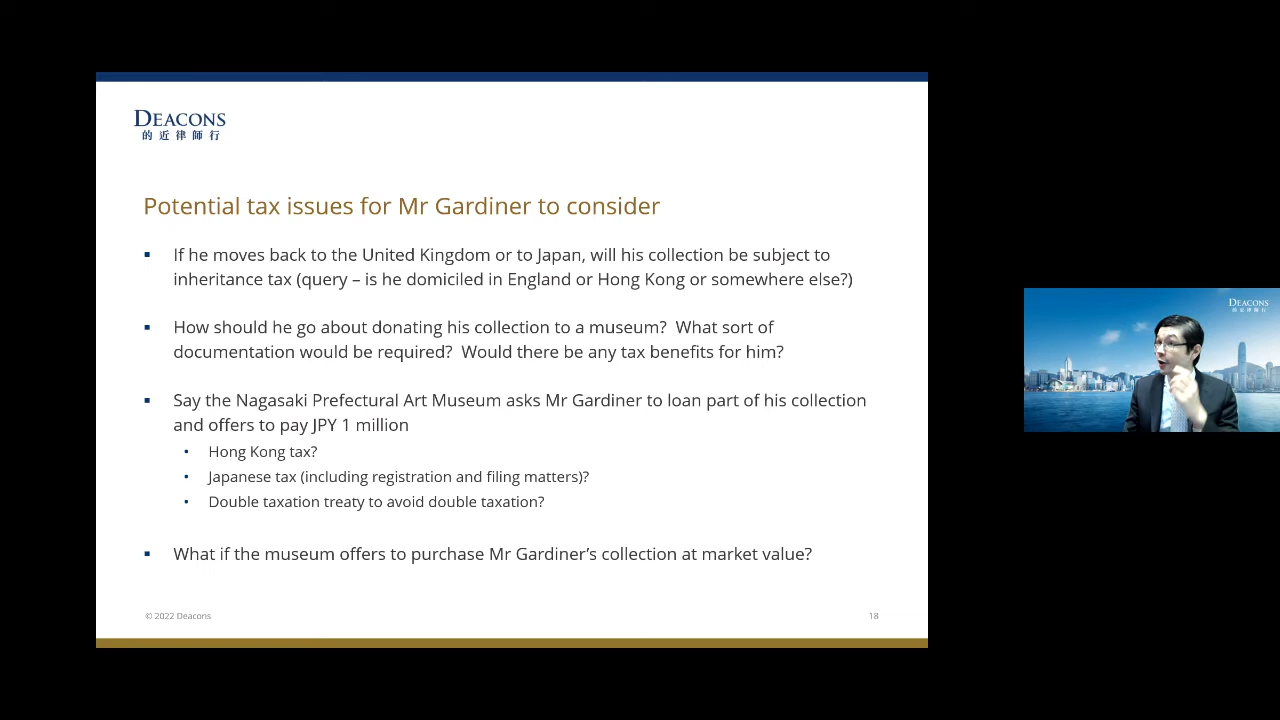 DEACONS
的近律師行
Potential tax issues for Mr Gardiner to consider
▪ If he moves back to the United Kingdom or to Japan, will his collection be subject to
inheritance tax (query – is he domiciled in England or Hong Kong or somewhere else?)
▪ How should he go about donating his collection to a museum?  What sort of
documentation would be required?  Would there be any tax benefits for him?
▪ Say the Nagasaki Prefectural Art Museum asks Mr Gardiner to loan part of his collection
and offers to pay JPY 1 million
• Hong Kong tax?
• Japanese tax (including registration and filing matters)?
• Double taxation treaty to avoid double taxation?
▪ What if the museum offers to purchase Mr Gardiner’s collection at market value?
© 2022 Deacons
18
DEACONS
的近律師行